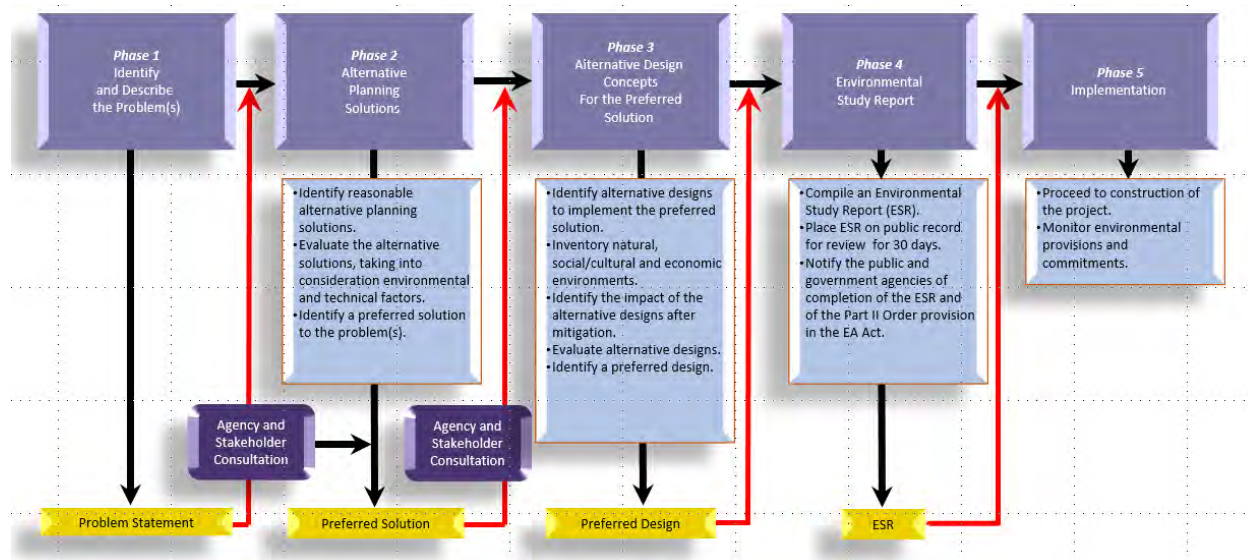 Phase 1
Identify
and Describe
the Problem(s)
Phase 2
Alternative
Planning
Solutions
Phase 3
Alternative Design
Concepts
For the Preferred
Solution
Phase 4
Environmental
Study Report
Phase 5
Implementation
•Identify reasonable
alternative planning
solutions.
•Evaluate the alternative
solutions, taking into
consideration environmental
and technical factors.
•Identify a preferred solution
to the problem(s).
•Identify alternative designs
to implement the preferred
solution.
•Inventory natural,
social/cultural and economic
environments.
•Identify the impact of the
alternative designs after
mitigation.
•Evaluate alternative designs.
•Identify a preferred design.
•Compile an Environmental
Study Report (ESR).
•Place ESR on public record
for review for 30 days.
•Notify the public and
government agencies of
completion of the ESR and
of the Part II Order provision
in the EA Act.
•Proceed to construction of
the project.
•Monitor environmental
provisions and
commitments.
Agency and
Stakeholder
Consultation
Agency and
Stakeholder
Consultation
Problem Statement
Preferred Solution
Preferred Design
ESR